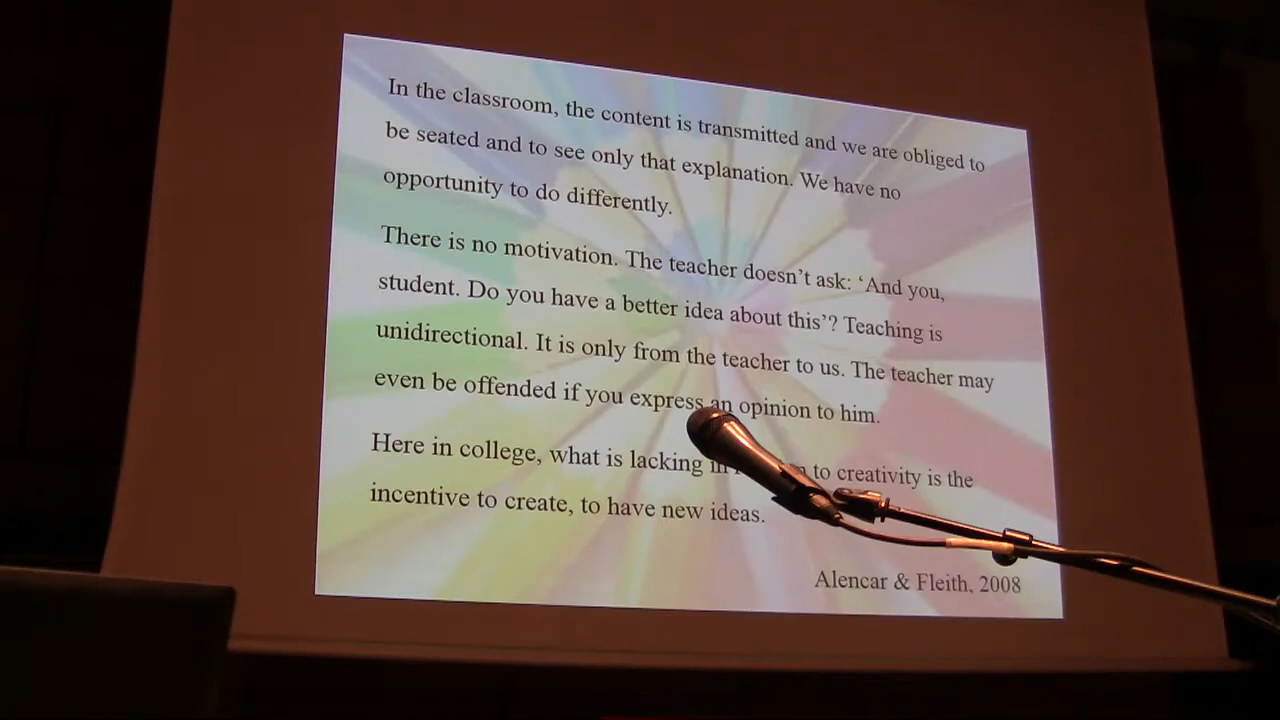 In the classroom, the content is transmitted and we are obliged to
be seated and to see only that explanation. We have no
opportunity to do differently.
There is no motivation. The teacher doesn't ask: ‘And you,
student. Do you have a better idea about this’? Teaching is
unidirectional. It is only from the teacher to us. The teacher may
even be offended if you express an opinion to him.
Here in college, what is lacking in to creativity is the
incentive to create, to have new ideas.
Alencar & Fleith, 2008